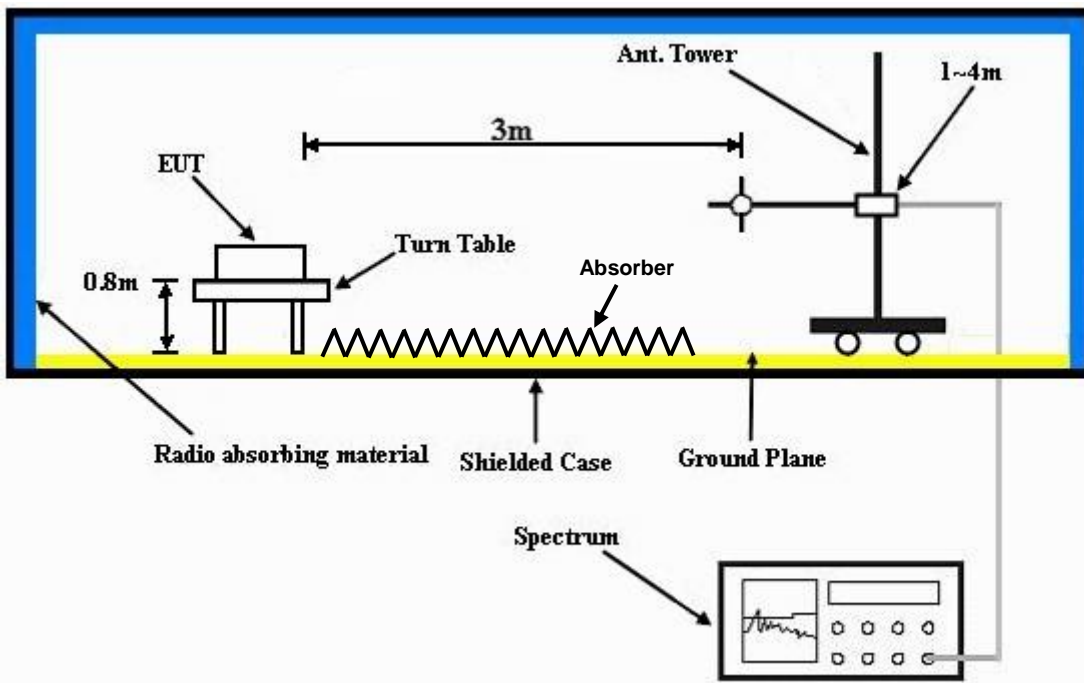 Ant. Tower
1~4m
3m
EUT
Turn Table
Absorber
0.8m
Radio absorbing material
Shielded Case
Ground Plane
Spectrum